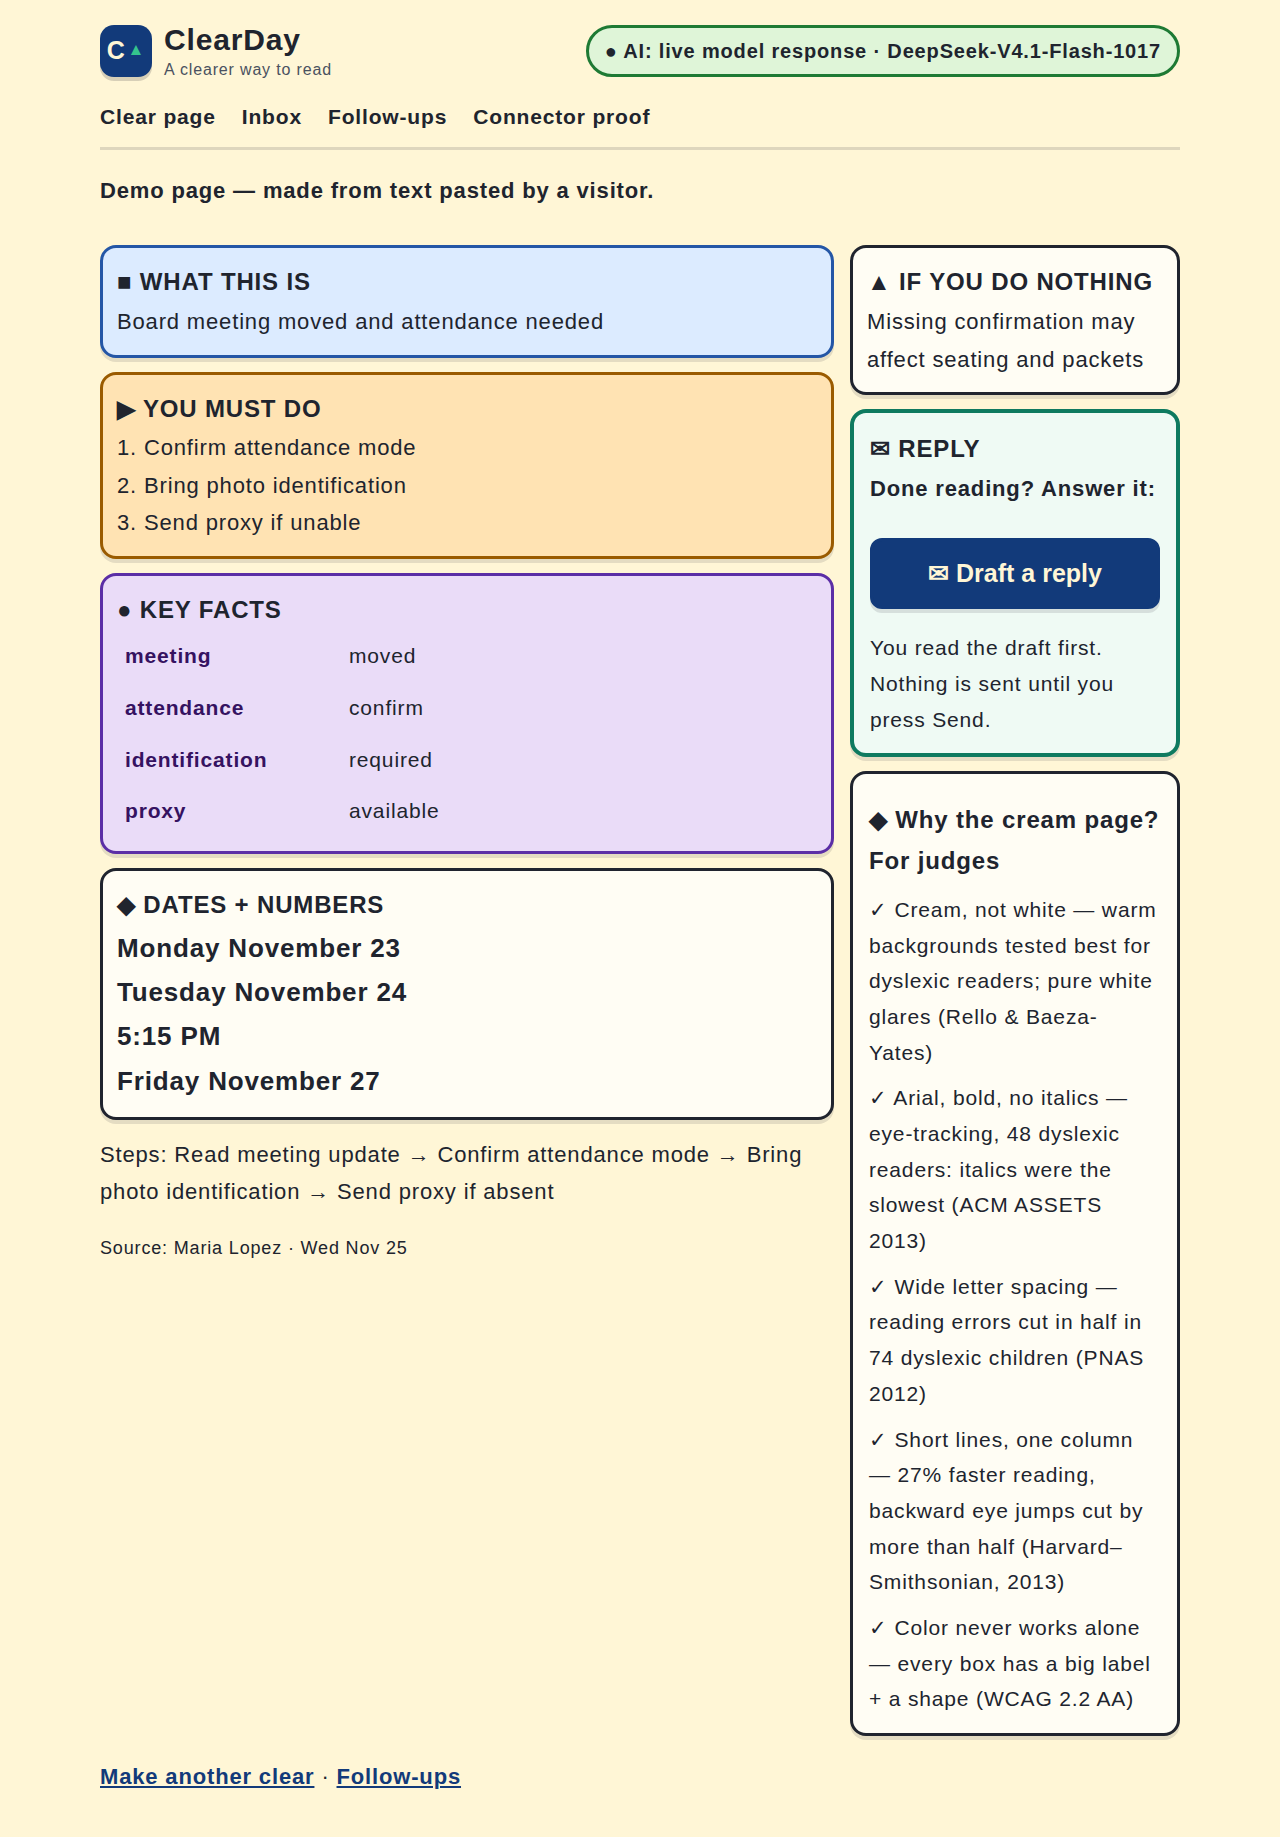 C▲
ClearDay
A clearer way to read
● AI: live model response · DeepSeek-V4.1-Flash-1017
Clear page Inbox Follow-ups Connector proof
Demo page — made from text pasted by a visitor.
■ WHAT THIS IS
Board meeting moved and attendance needed
▶ YOU MUST DO
1. Confirm attendance mode
2. Bring photo identification
3. Send proxy if unable
● KEY FACTS
meeting moved
attendance confirm
identification required
proxy available
◆ DATES + NUMBERS
Monday November 23
Tuesday November 24
5:15 PM
Friday November 27
Steps: Read meeting update → Confirm attendance mode → Bring
photo identification → Send proxy if absent
Source: Maria Lopez · Wed Nov 25
▲ IF YOU DO NOTHING
Missing confirmation may
affect seating and packets
✉ REPLY
Done reading? Answer it:
✉ Draft a reply
You read the draft first.
Nothing is sent until you
press Send.
◆ Why the cream page?
For judges
✓ Cream, not white — warm
backgrounds tested best for
dyslexic readers; pure white
glares (Rello & Baeza-
Yates)
✓ Arial, bold, no italics —
eye-tracking, 48 dyslexic
readers: italics were the
slowest (ACM ASSETS
2013)
✓ Wide letter spacing —
reading errors cut in half in
74 dyslexic children (PNAS
2012)
✓ Short lines, one column
— 27% faster reading,
backward eye jumps cut by
more than half (Harvard–
Smithsonian, 2013)
✓ Color never works alone
— every box has a big label
+ a shape (WCAG 2.2 AA)
Make another clear · Follow-ups